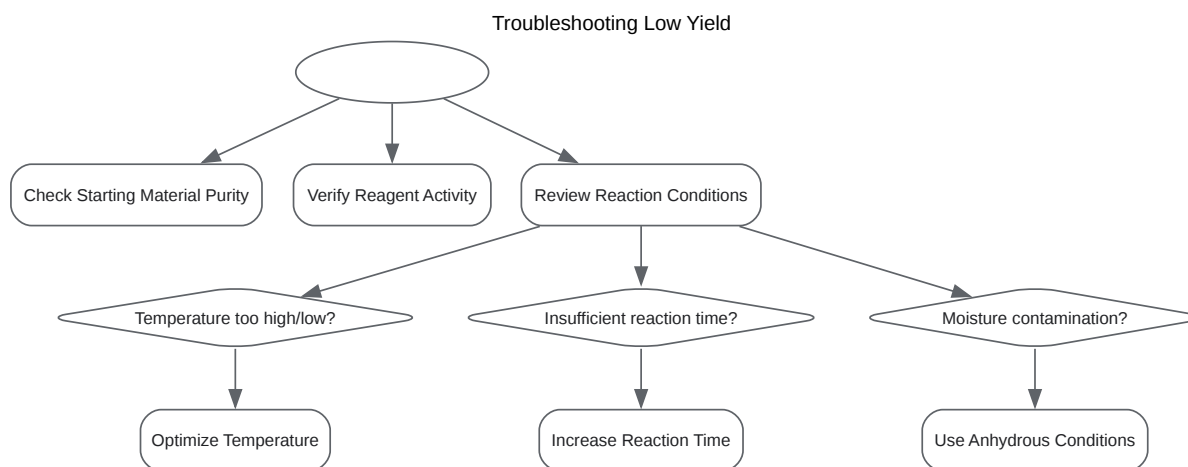 Troubleshooting Low Yield
Check Starting Material Purity
Verify Reagent Activity
Review Reaction Conditions
Temperature too high/low?
Insufficient reaction time?
Moisture contamination?
Optimize Temperature
Increase Reaction Time
Use Anhydrous Conditions